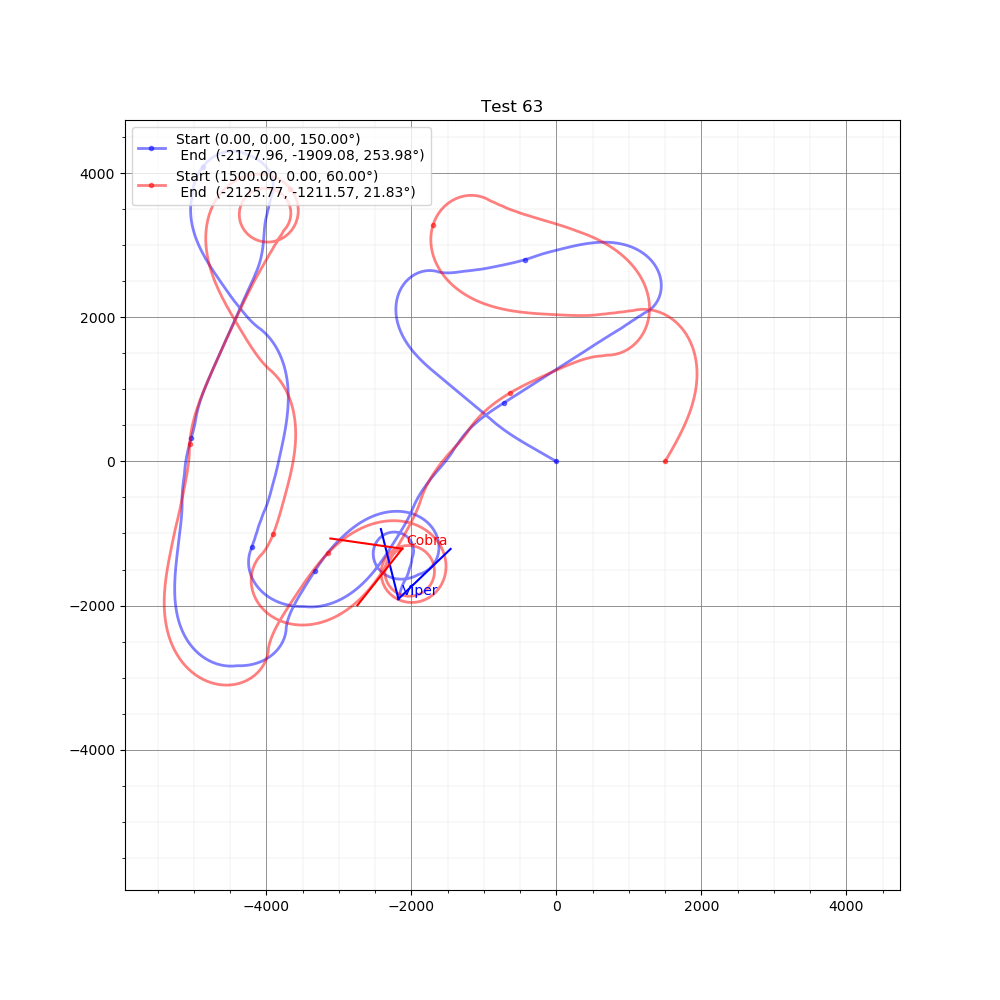 Test 63
Start (0.00, 0.00, 150.00°)
End  (-2177.96, -1909.08, 253.98°)
Start (1500.00, 0.00, 60.00°)
End  (-2125.77, -1211.57, 21.83°)
4000
2000
0
−2000
−4000
Cobra
Viper
−4000
−2000
0
2000
4000